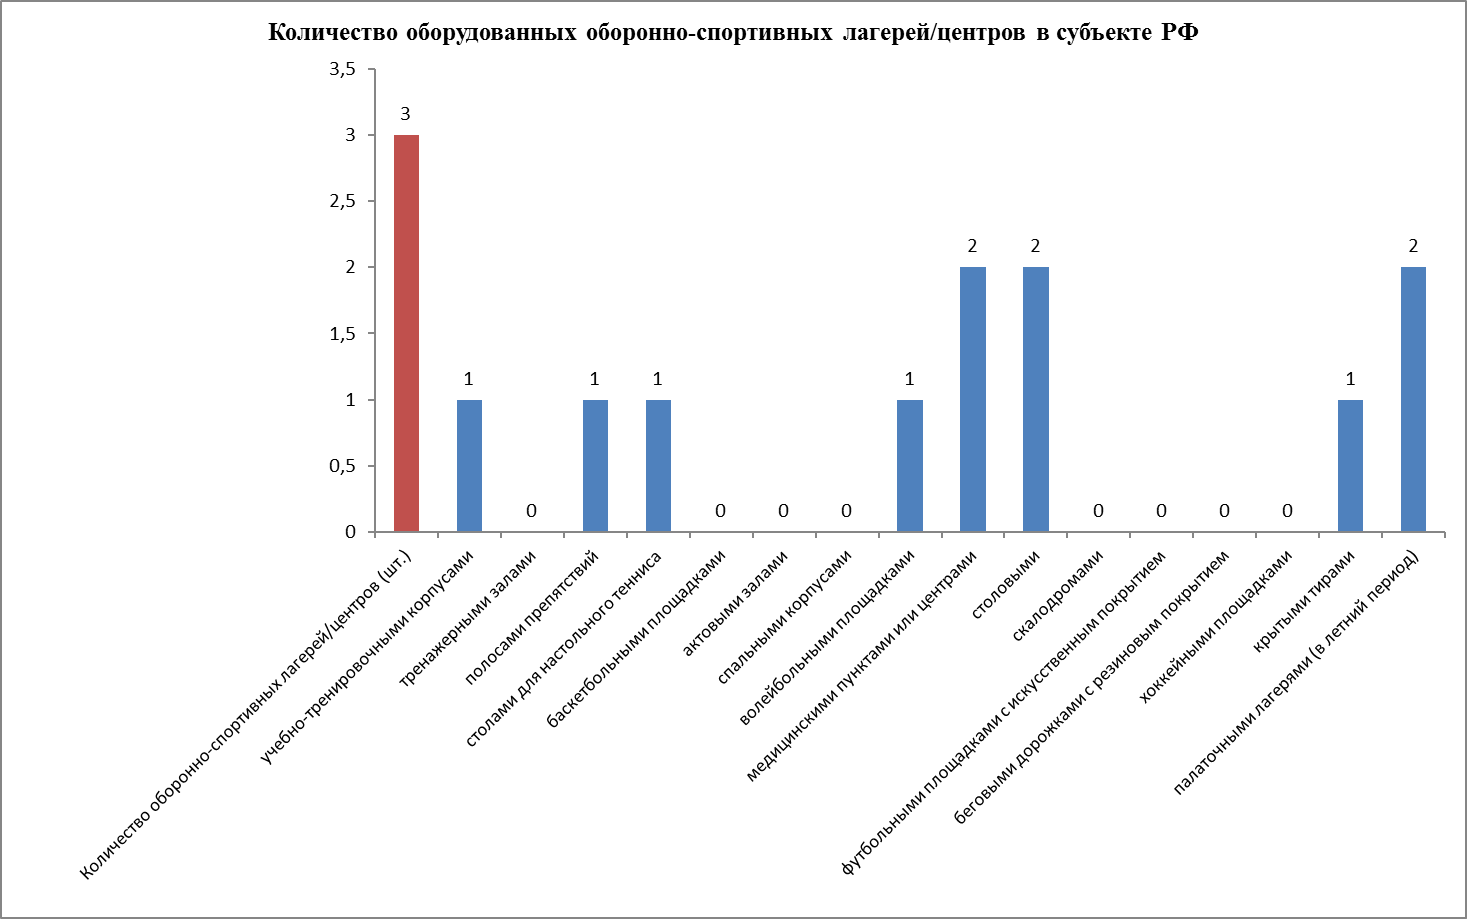 Количество оборудованных оборонно-спортивных лагерей/центров в субъекте РФ
3,5
3
2,5
2
1,5
1
0,5
0
3
1
0
1
1
0
0
0
1
2
2
0
0
0
0
1
2
Количество оборонно-спортивных лагерей/центров (шт.)
учебно-тренировочными корпусами
тренажерными залами
полосами препятствий
столами для настольного тенниса
баскетбольными площадками
актовыми залами
спальными корпусами
волейбольными площадками
медицинскими пунктами или центрами
столовыми
скалодромами
футбольными площадками с искусственным покрытием
беговыми дорожками с резиновым покрытием
хоккейными площадками
крытыми тирами
палаточными лагерями (в летний период)